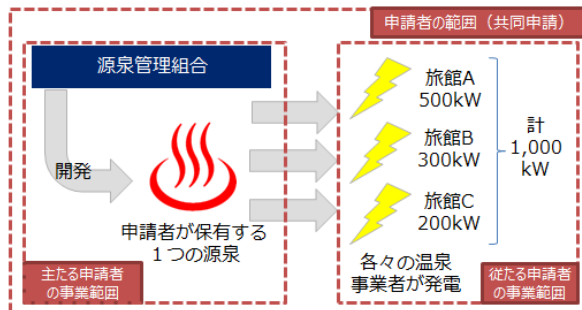 申請者の範囲（共同申請）
源泉管理組合
開発
申請者が保有する
１つの源泉
主たる申請者
の事業範囲
旅館A
500kW
旅館B
300kW
旅館C
200kW
計
1,000
kW
各々の温泉
事業者が発電
従たる申請者
の事業範囲